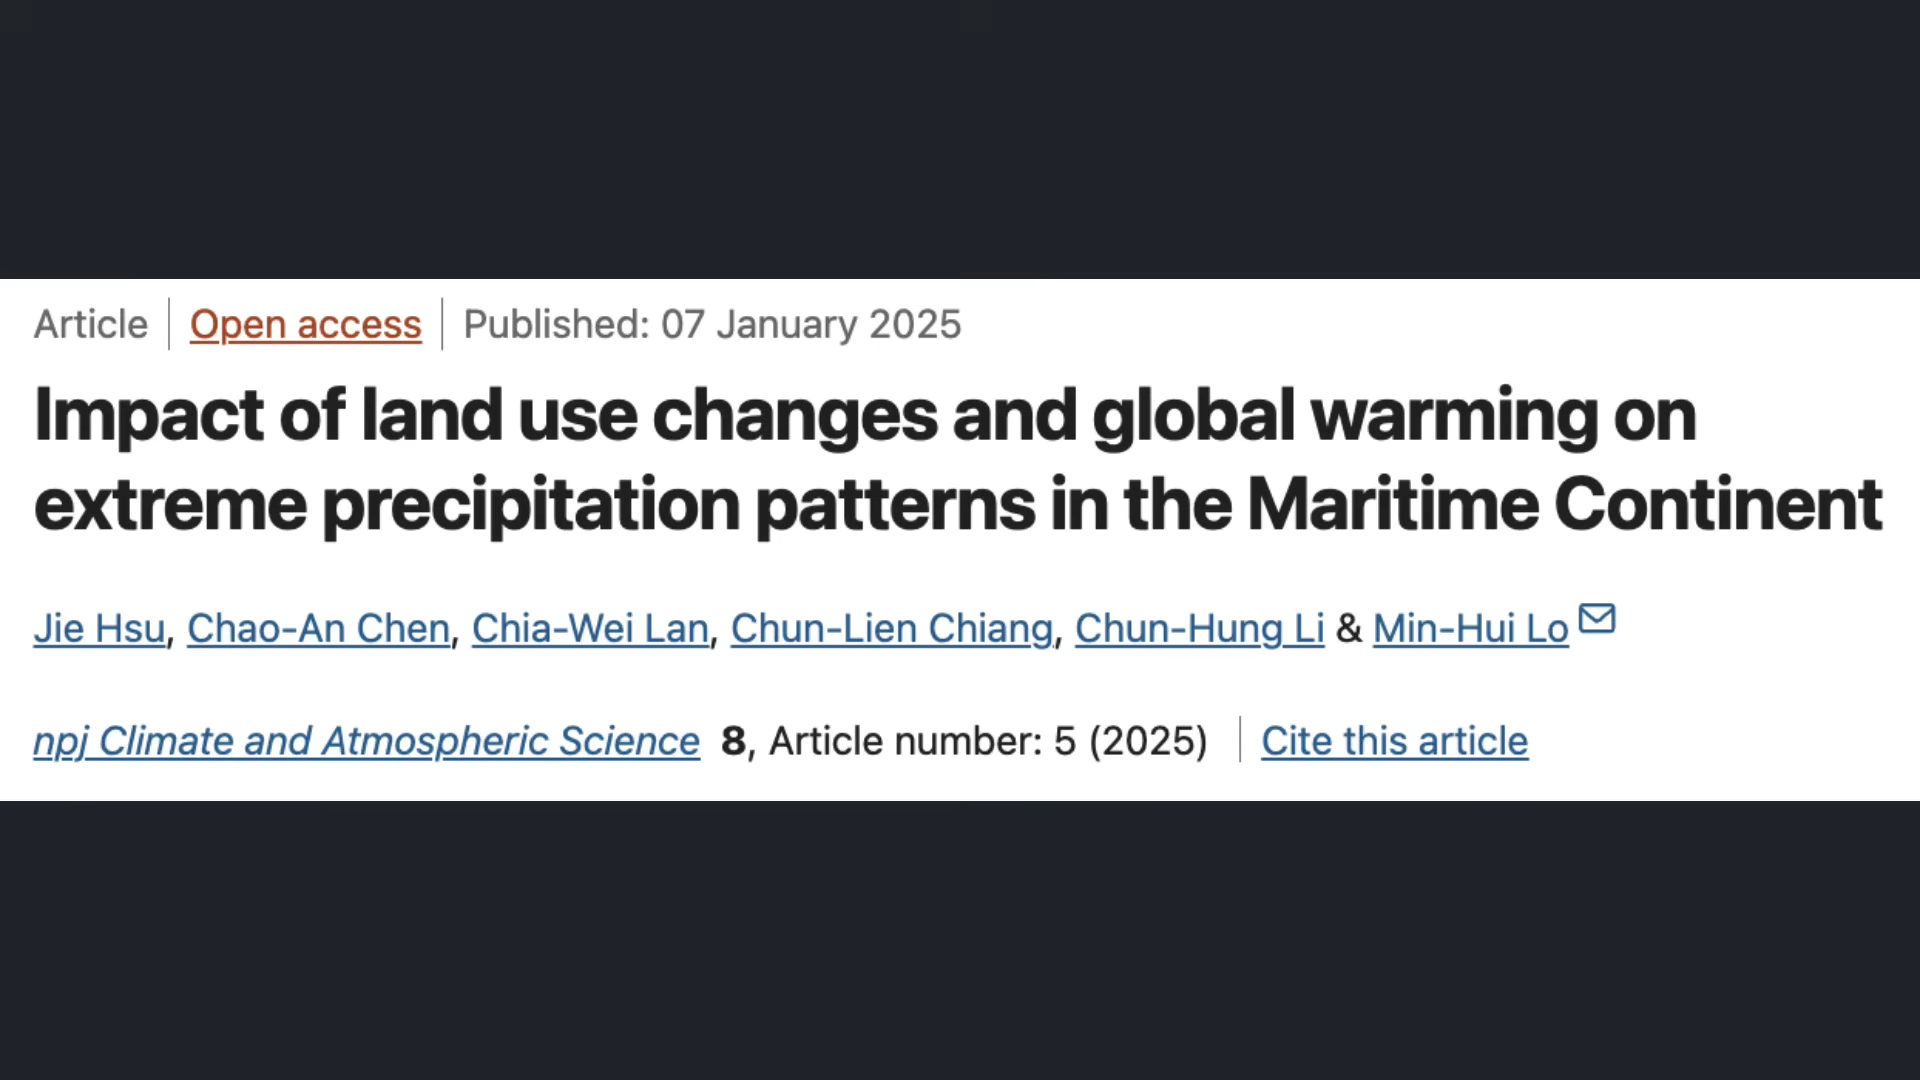 Article | Open access | Published: 07 January 2025
Impact of land use changes and global warming on
extreme precipitation patterns in the Maritime Continent
Jie Hsu, Chao-An Chen, Chia-Wei Lan, Chun-Lien Chiang, Chun-Hung Li & Min-Hui Lo
npj Climate and Atmospheric Science 8, Article number: 5 (2025) | Cite this article